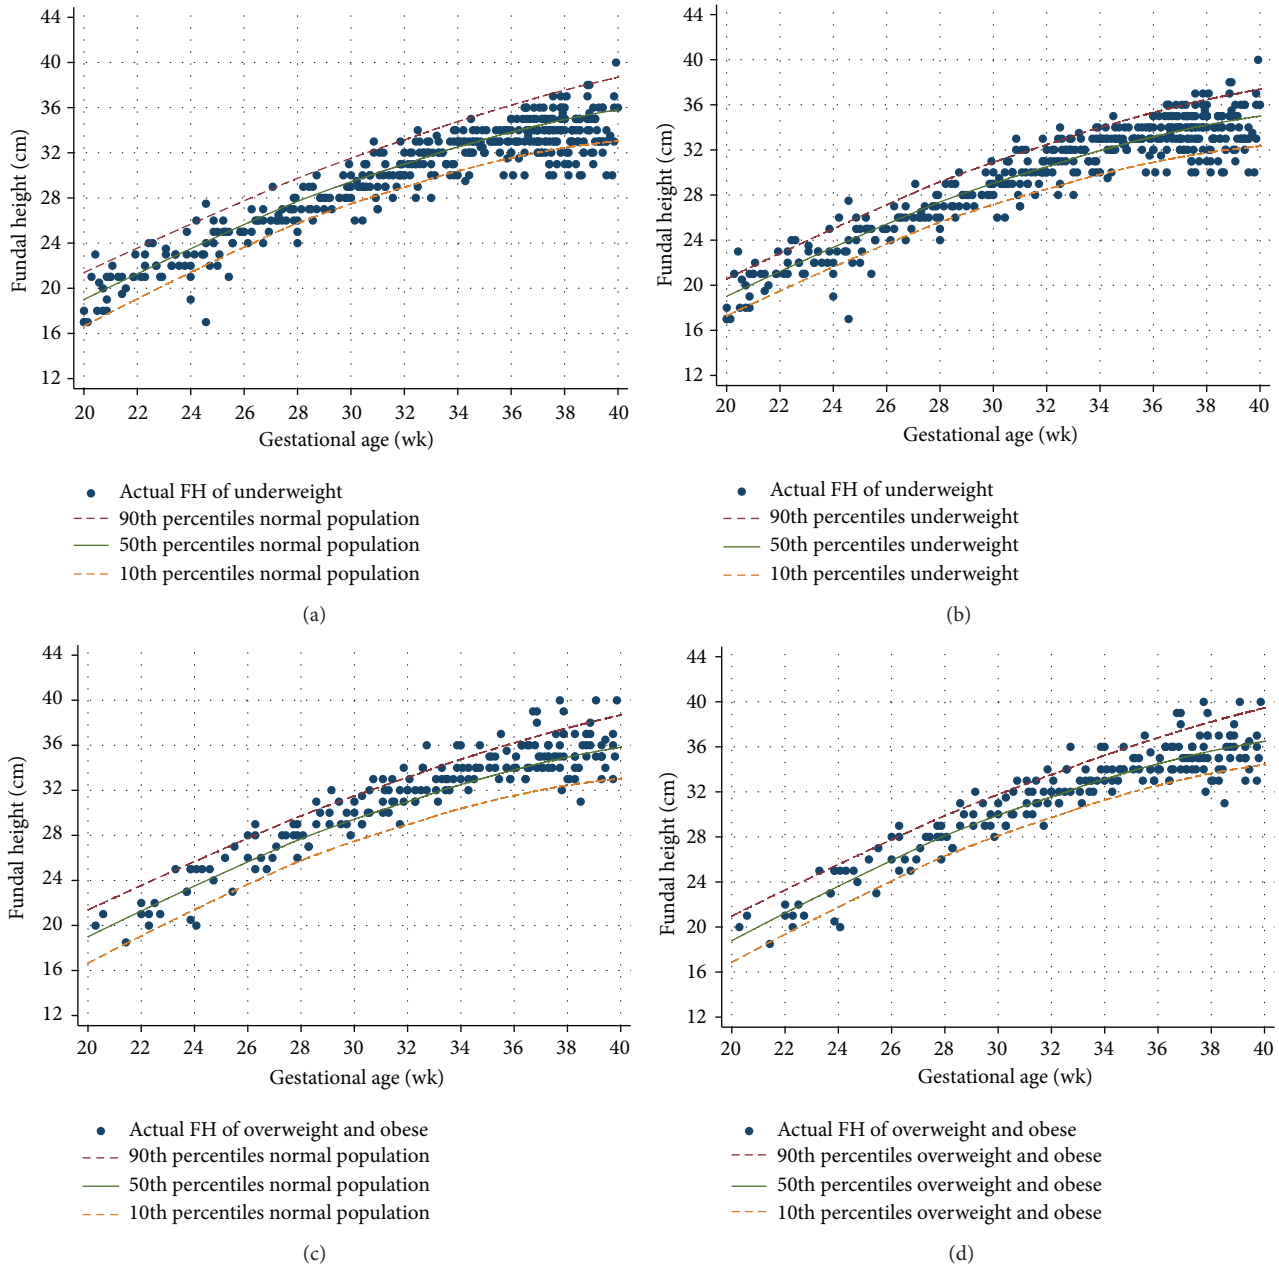 44
40
36
32
28
24
20
16
12
Fundal height (cm)
20 22 24 26 28 30 32 34 36 38 40
Gestational age (wk)
Actual FH of underweight
90th percentiles normal population
50th percentiles normal population
10th percentiles normal population
(a)
44
40
36
32
28
24
20
16
12
Fundal height (cm)
20 22 24 26 28 30 32 34 36 38 40
Gestational age (wk)
Actual FH of underweight
90th percentiles underweight
50th percentiles underweight
10th percentiles underweight
(b)
44
40
36
32
28
24
20
16
12
Fundal height (cm)
20 22 24 26 28 30 32 34 36 38 40
Gestational age (wk)
Actual FH of overweight and obese
90th percentiles normal population
50th percentiles normal population
10th percentiles normal population
(c)
44
40
36
32
28
24
20
16
12
Fundal height (cm)
20 22 24 26 28 30 32 34 36 38 40
Gestational age (wk)
Actual FH of overweight and obese
90th percentiles overweight and obese
50th percentiles overweight and obese
10th percentiles overweight and obese
(d)